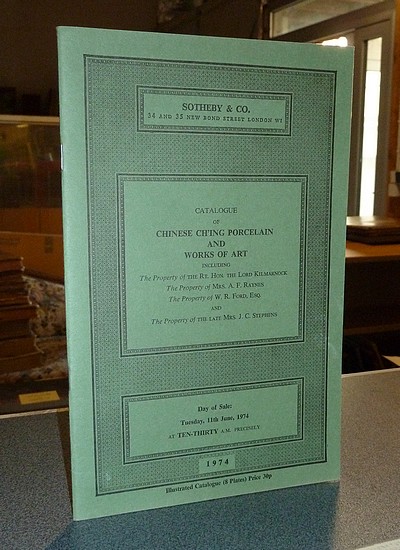 SOTHEBY & CO.
34 AND 35 NEW BOND STREET LONDON W1
CATALOGUE
OF
CHINESE CH'ING PORCELAIN
AND
WORKS OF ART
INCLUDING
The Property of THE RT. HON. THE LORD KILMARNOCK
The Property of MRS. A. F. RAYNES
The Property of W. R. FORD, ESQ.
AND
The Property of THE LATE MRS. J. C. STEPHENS
Day of Sale:
Tuesday, 11th June, 1974
AT TEN-THIRTY A.M. PRECISELY
1974
Illustrated Catalogue (8 Plates) Price 70p